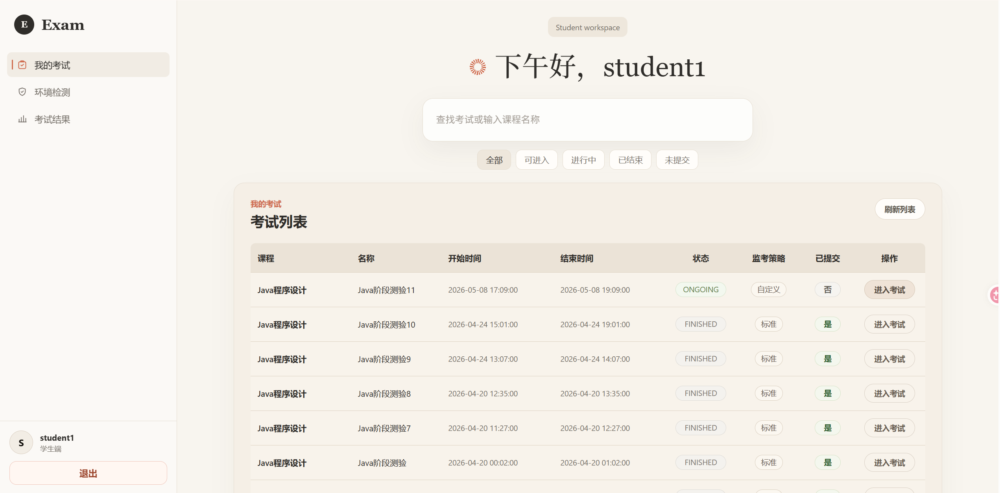 E Exam
我的考试
环境检测
考试结果
S
student1
学生端
退出
Student workspace
下午好，student1
查找考试或输入课程名称
全部 可进入 进行中 已结束 未提交
我的考试
考试列表
刷新列表
课程 名称 开始时间 结束时间 状态 监考策略 已提交 操作
Java程序设计 Java阶段测验11 2026-05-08 17:09:00 2026-05-08 19:09:00 ONGOING 自定义 否 进入考试
Java程序设计 Java阶段测验10 2026-04-24 15:01:00 2026-04-24 19:01:00 FINISHED 标准 是 进入考试
Java程序设计 Java阶段测验9 2026-04-24 13:07:00 2026-04-24 14:07:00 FINISHED 标准 是 进入考试
Java程序设计 Java阶段测验8 2026-04-20 12:35:00 2026-04-20 13:35:00 FINISHED 标准 是 进入考试
Java程序设计 Java阶段测验7 2026-04-20 11:27:00 2026-04-20 12:27:00 FINISHED 标准 是 进入考试
Java程序设计 Java阶段测验 2026-04-20 00:02:00 2026-04-20 01:02:00 FINISHED 标准 是 进入考试